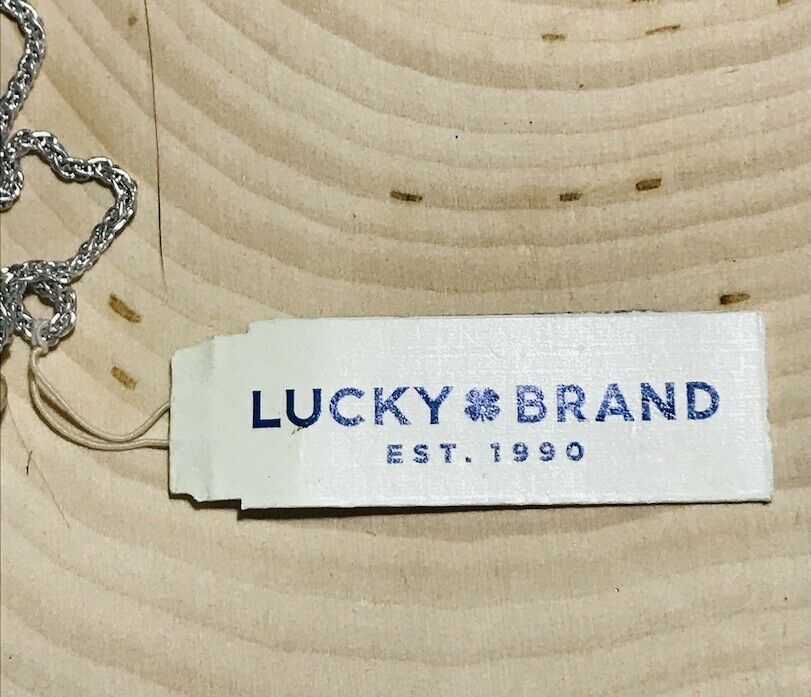 LUCKY BRAND
EST. 1990